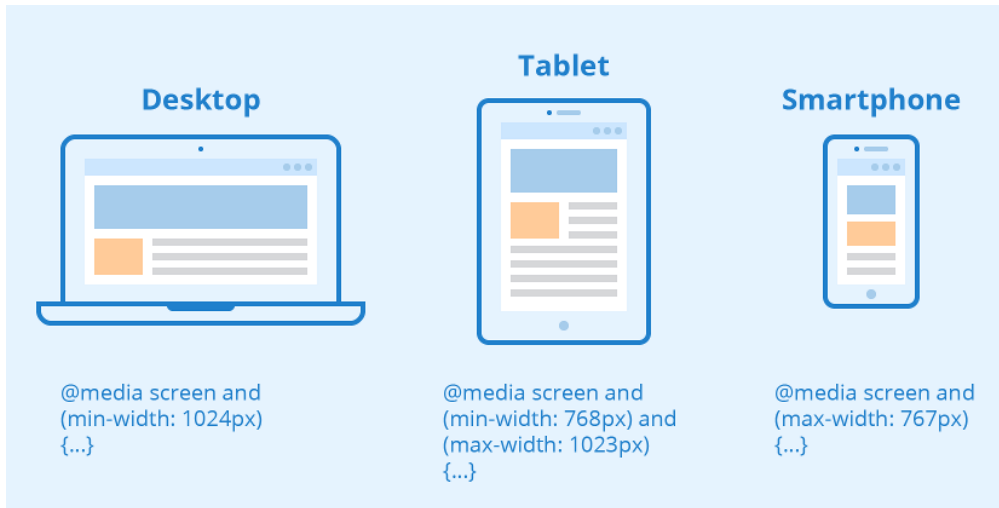 Desktop
@media screen and
(min-width: 1024px)
{...}
Tablet
@media screen and
(min-width: 768px) and
(max-width: 1023px)
{...}
Smartphone
@media screen and
(max-width: 767px)
{...}